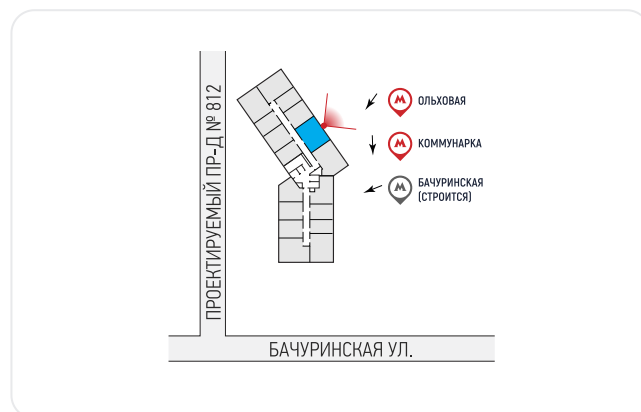 ПРОЕКТИРУЕМЫЙ ПР-Д № 812
М ОЛЬХОВАЯ
М КОММУНАРКА
М БАЧУРИНСКАЯ
(СТРОИТСЯ)
БАЧУРИНСКАЯ УЛ.